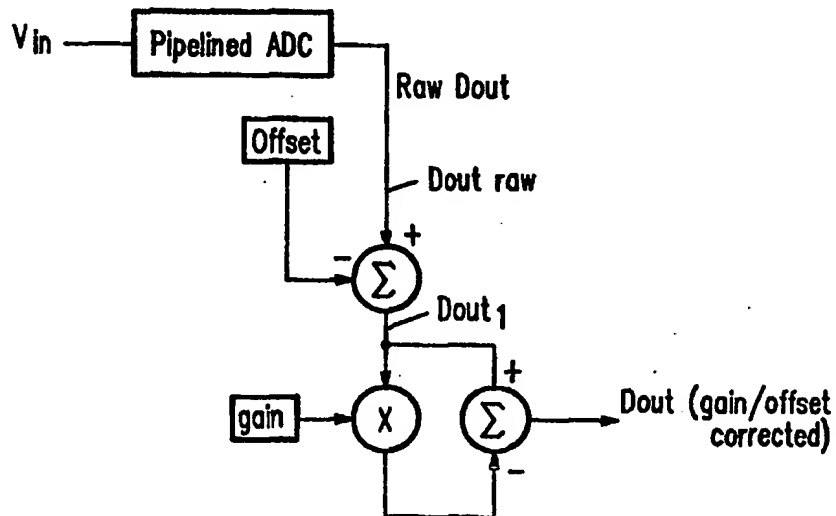 Vin
Pipelined ADC
Raw Dout
Offset
Dout raw
+
-
Σ
Dout1
+
gain
X
Σ
Dout (gain/offset
corrected)
-